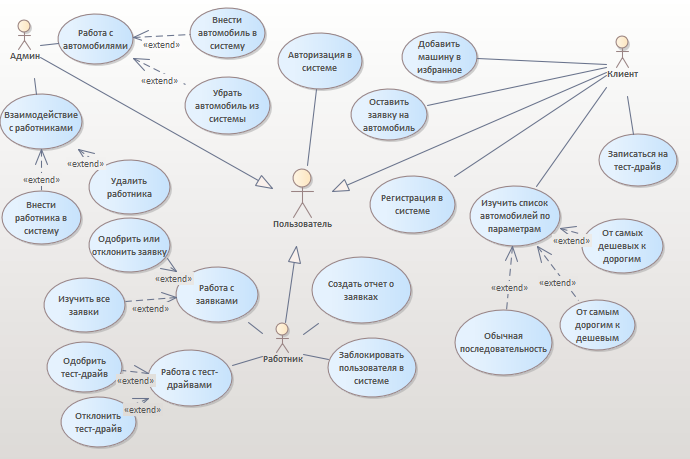 Админ
Работа с
автомобилями
«extend»
Внести
автомобиль в
систему
«extend»
Убрать
автомобиль из
системы
Авторизация в
системе
Добавить
машину в
избранное
Клиент
Оставить
заявку на
автомобиль
Взаимодействие
с работниками
«extend»
«extend»
Удалить
работника
Внести
работника в
систему
Пользователь
Регистрация в
системе
Изучить список
автомобилей по
параметрам
Записаться на
тест-драйв
От самых
дешевых к
дорогим
«extend»
«extend»
«extend»
От самым
дорогим к
дешевым
Обычная
последовательность
Одобрить или
отклонить заявку
«extend»
Изучить все
заявки
«extend»
Работа с
заявками
Создать отчет о
заявках
Работник
Заблокировать
пользователя в
системе
Одобрить
тест-драйв
«extend»
Работа с тест-
драйвами
«extend»
Отклонить
тест-драйв